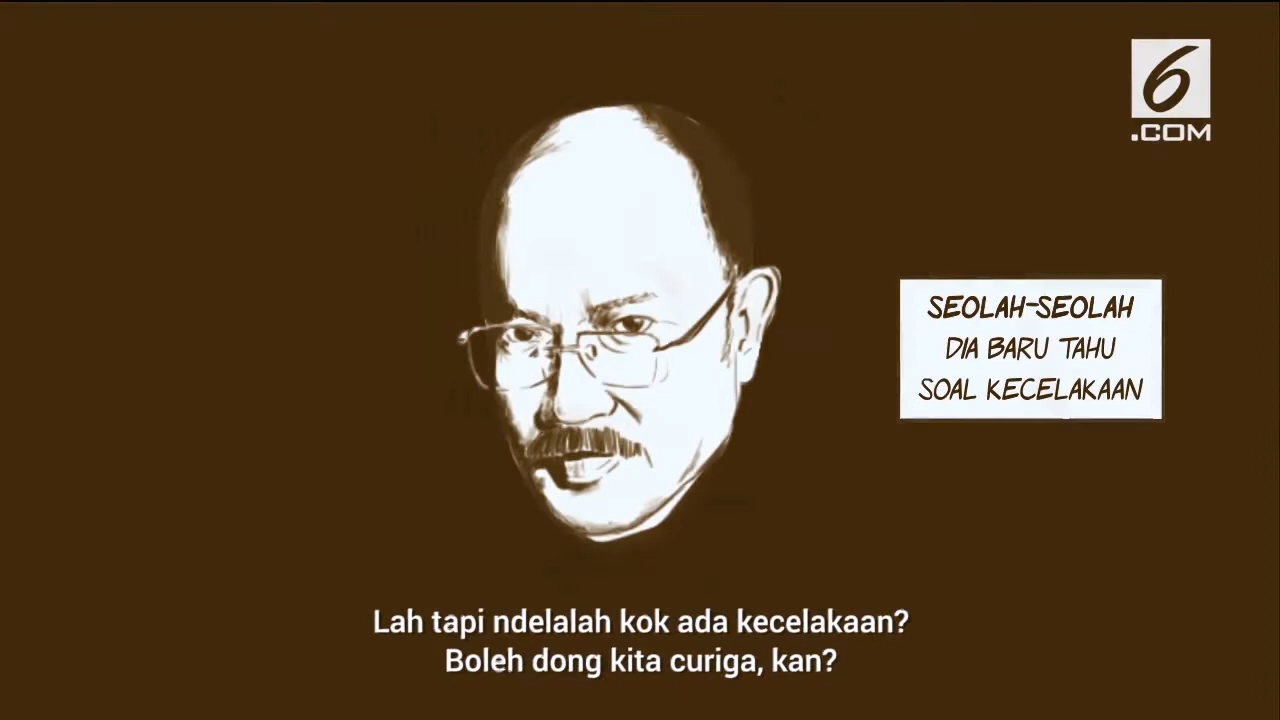 6
.COM
SEOLAH-SEOLAH
DIA BARU TAHU
SOAL KECELAKAAN
Lah tapi ndelalah kok ada kecelakaan?
Boleh dong kita curiga, kan?